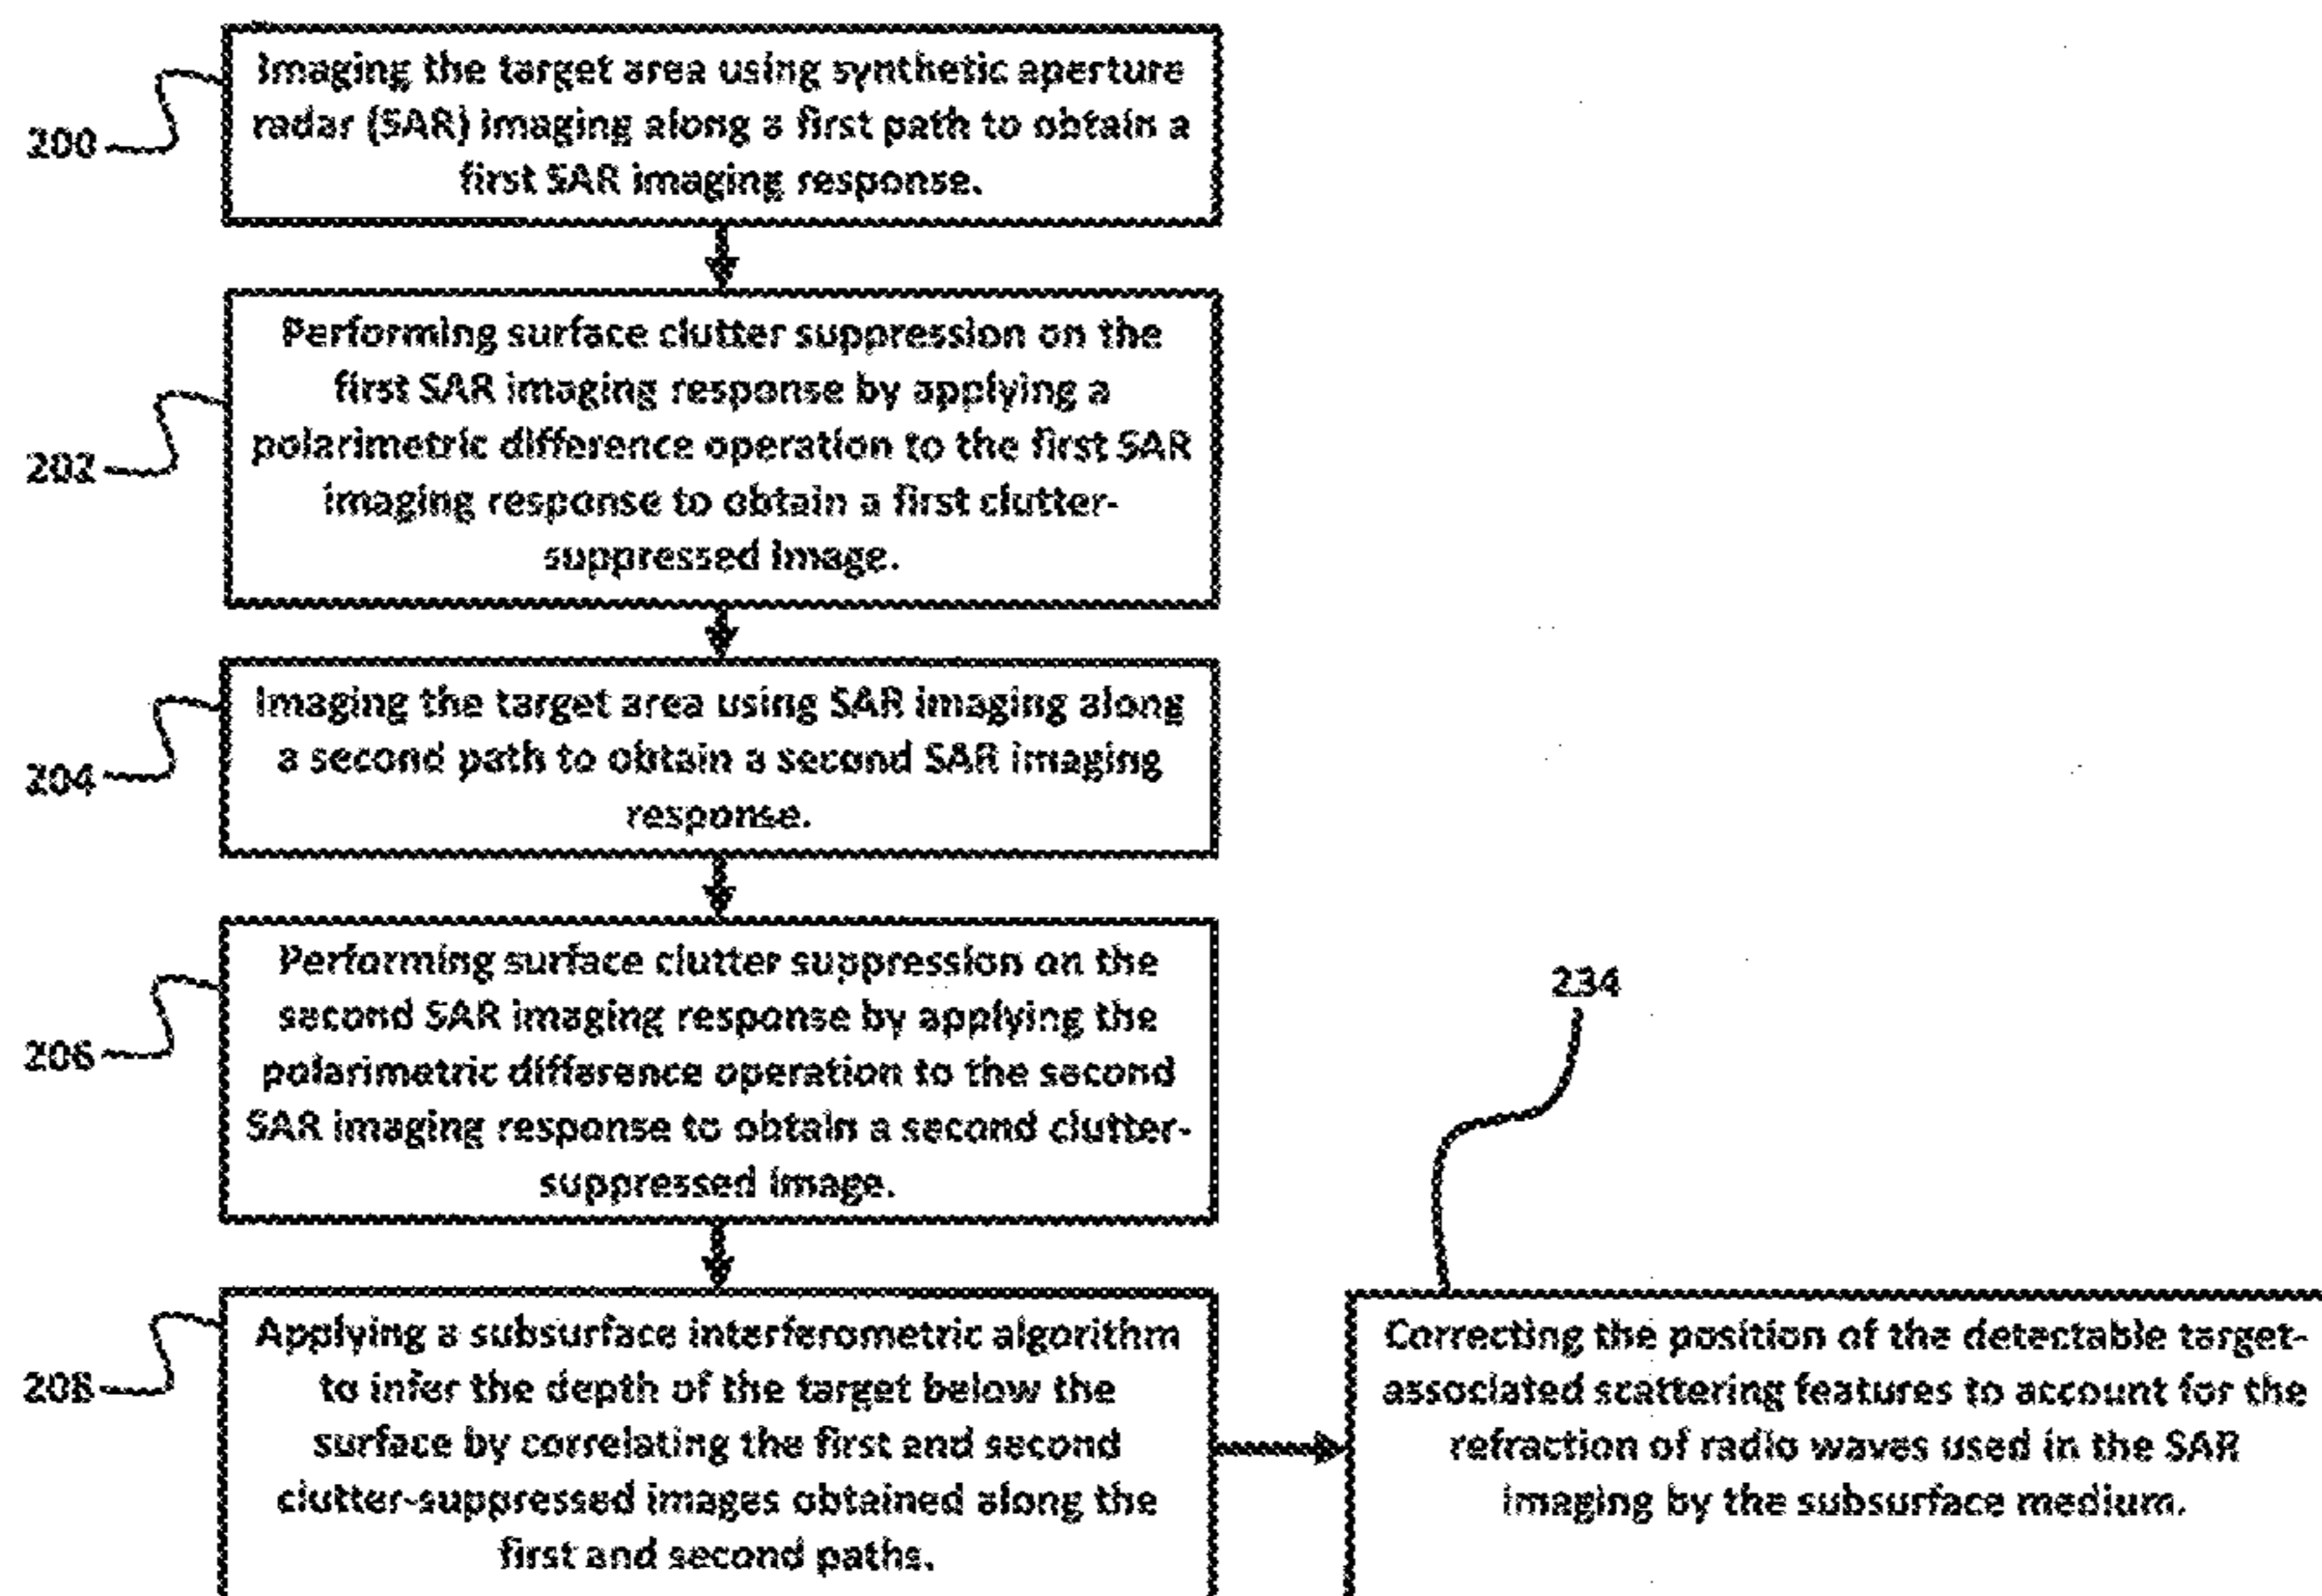 Imaging the target area using synthetic aperture
radar (SAR) imaging along a first path to obtain a
first SAR imaging response.
200
Performing surface clutter suppression on the
first SAR imaging response by applying a
polarimetric difference operation to the first SAR
imaging response to obtain a first clutter-
suppressed image.
202
Imaging the target area using SAR imaging along
a second path to obtain a second SAR imaging
response.
204
Performing surface clutter suppression on the
second SAR imaging response by applying the
polarimetric difference operation to the second
SAR imaging response to obtain a second clutter-
suppressed image.
206
234
Applying a subsurface interferometric algorithm
to infer the depth of the target below the
surface by correlating the first and second
clutter-suppressed images obtained along the
first and second paths.
208
Correcting the position of the detectable target-
associated scattering features to account for the
refraction of radio waves used in the SAR
imaging by the subsurface medium.